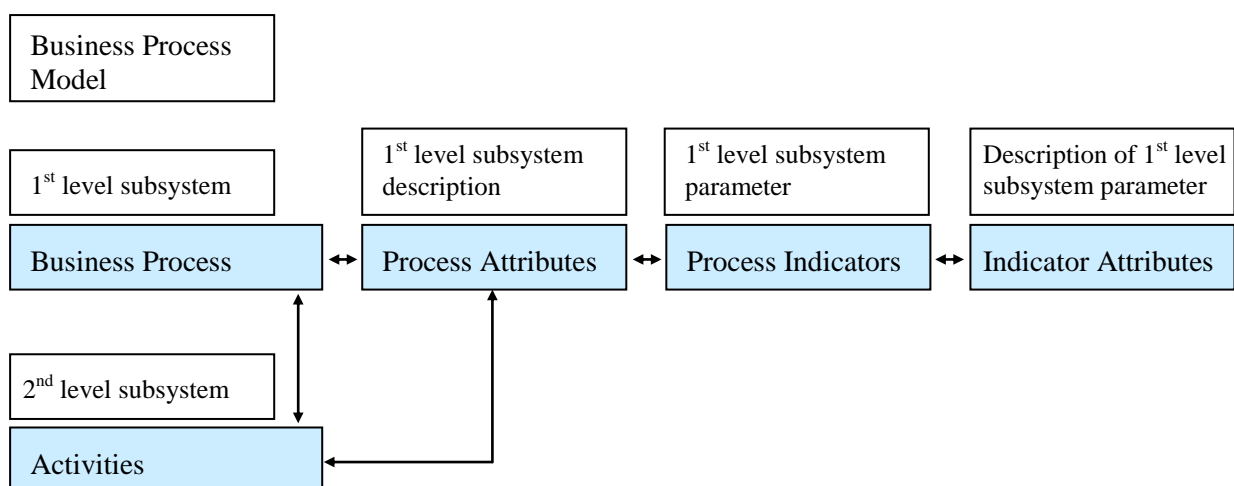 Business Process
Model
1st level subsystem
1st level subsystem
description
1st level subsystem
parameter
Description of 1st level
subsystem parameter
Business Process
Process Attributes
Process Indicators
Indicator Attributes
2nd level subsystem
Activities